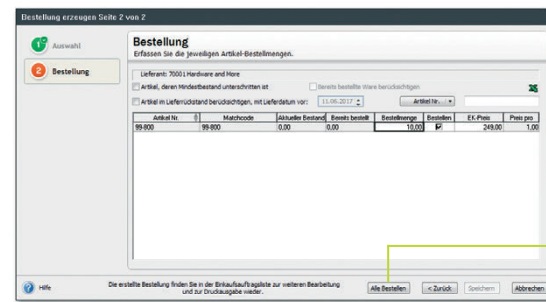 Bestellung erzeugen Seite 2 von 2
1 Auswahl
2 Bestellung
Bestellung
Erfassen Sie die jeweiligen Artikel-Bestellmengen.
Lieferant: 70001 Hardware and More
Artikel, deren Mindestbestand unterschritten ist
Bereits bestellte Ware berücksichtigen
Artikel im Lieferrückstand berücksichtigen, mit Lieferdatum vor: 11.06.2017 Artikel Nr.
Artikel Nr. Matchcode Aktueller Bestand Bereits bestellt Bestellmenge Bestellen EK-Preis Preis pro
99-800 99-800 0,00 0,00 10,00 249,00 1,00
Hilfe
Die erstellte Bestellung finden Sie in der Einkaufsauftragsliste zur weiteren Bearbeitung
und zur Druckausgabe wieder.
Alle Bestellen < Zurück Speichern Abbrechen